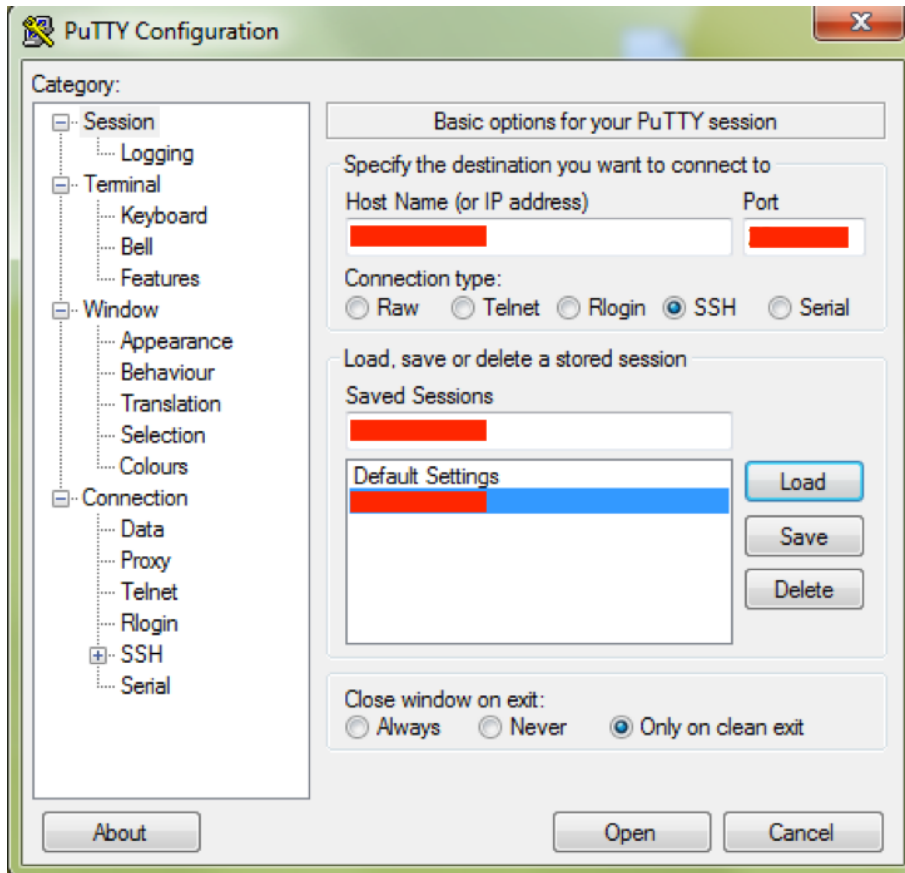 PuTTY Configuration
Category:
Session
Logging
Terminal
Keyboard
Bell
Features
Window
Appearance
Behaviour
Translation
Selection
Colours
Connection
Data
Proxy
Telnet
Rlogin
SSH
Serial
Basic options for your PuTTY session
Specify the destination you want to connect to
Host Name (or IP address) Port
Connection type:
Raw Telnet Rlogin SSH Serial
Load, save or delete a stored session
Saved Sessions
Default Settings
Load
Save
Delete
Close window on exit:
Always Never Only on clean exit
About Open Cancel